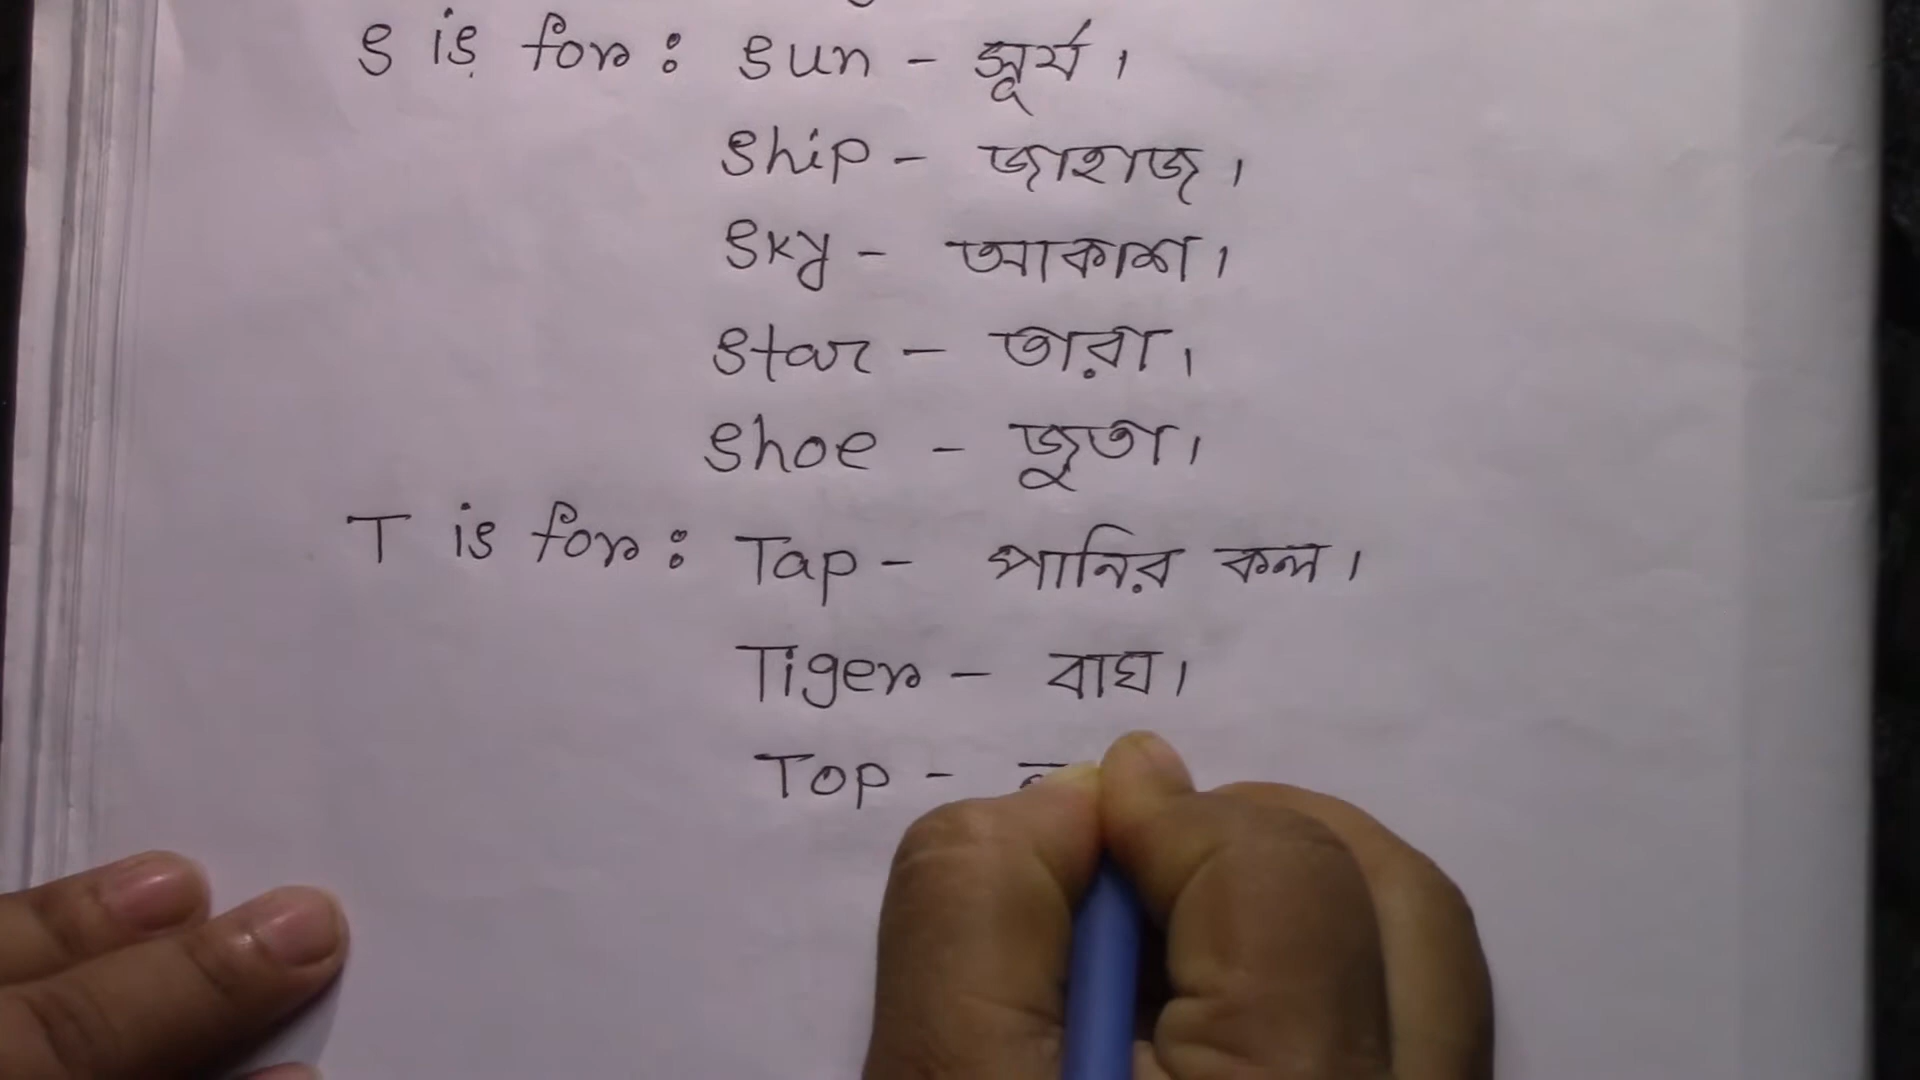 S is for : sun - সূর্য।
Ship - জাহাজ।
Sky - আকাশ।
Star - তারা।
Shoe - জুতা।
T is for : Tap - পানির কল।
Tiger - বাঘ।
Top -